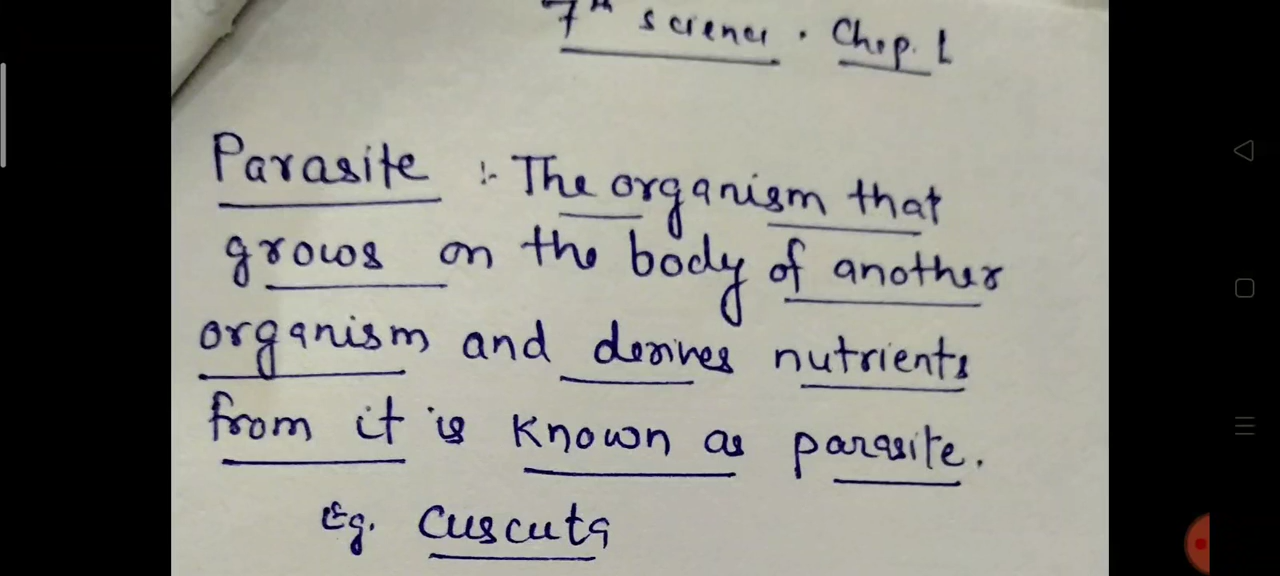 7th science . Chap. 1
Parasite :- The organism that
grows on the body of another
organism and derives nutrients
from it is known as parasite.
Eg. Cuscuta